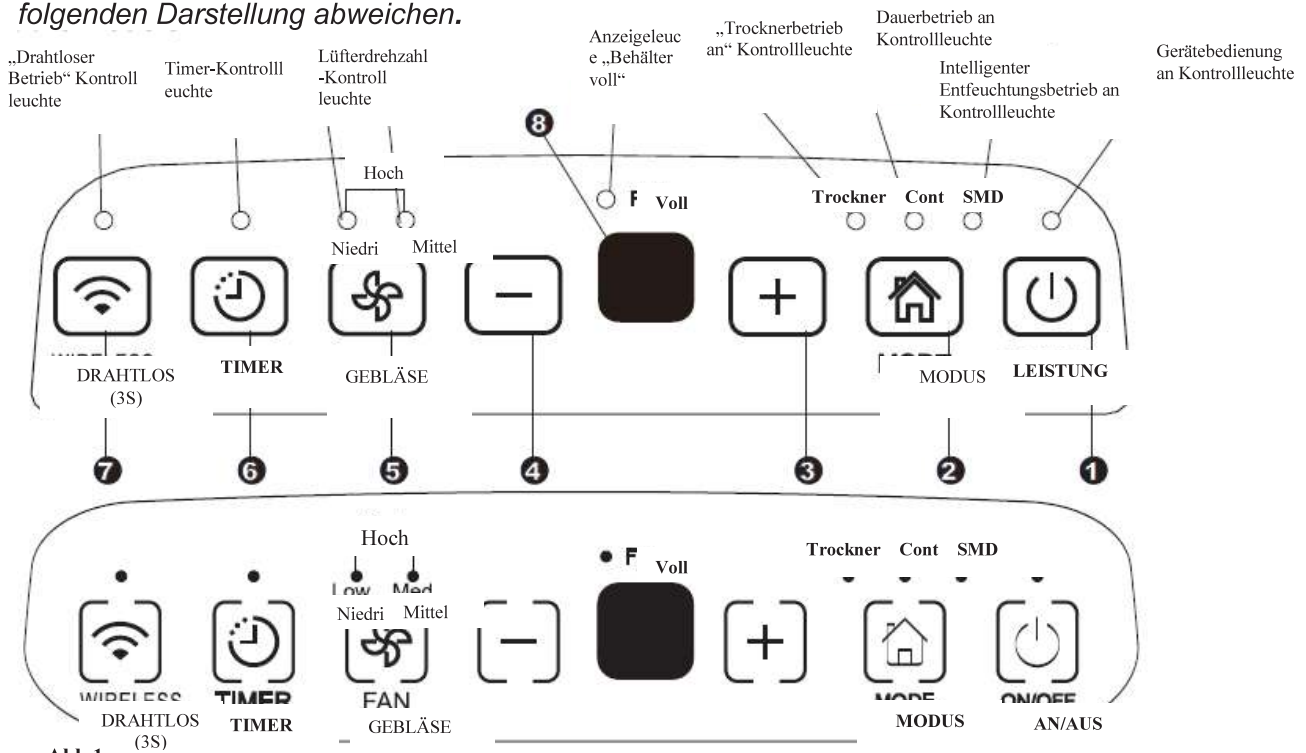 folgenden Darstellung abweichen.
„Drahtloser
Betrieb“ Kontroll
leuchte
Timer-Kontrolll
euchte
Lüfterdrehzahl
-Kontroll
leuchte
Anzeigeleuc
e „Behälter
voll“
„Trocknerbetrieb
an“ Kontrollleuchte
Dauerbetrieb an
Kontrollleuchte
Intelligenter
Entfeuchtungsbetrieb an
Kontrollleuchte
Gerätebedienung
an Kontrollleuchte
8
Hoch
F Voll
Trockner Cont SMD
Niedri Mittel
DRAHTLOS
(3S)
TIMER
GEBLÄSE
MODUS
LEISTUNG
7 6 5 4 3 2 1
Hoch
F Voll
Trockner Cont SMD
Low Med
Niedri Mittel
WIRELESS TIMER FAN MODE ON/OFF
DRAHTLOS
(3S)
TIMER
GEBLÄSE
MODUS
AN/AUS